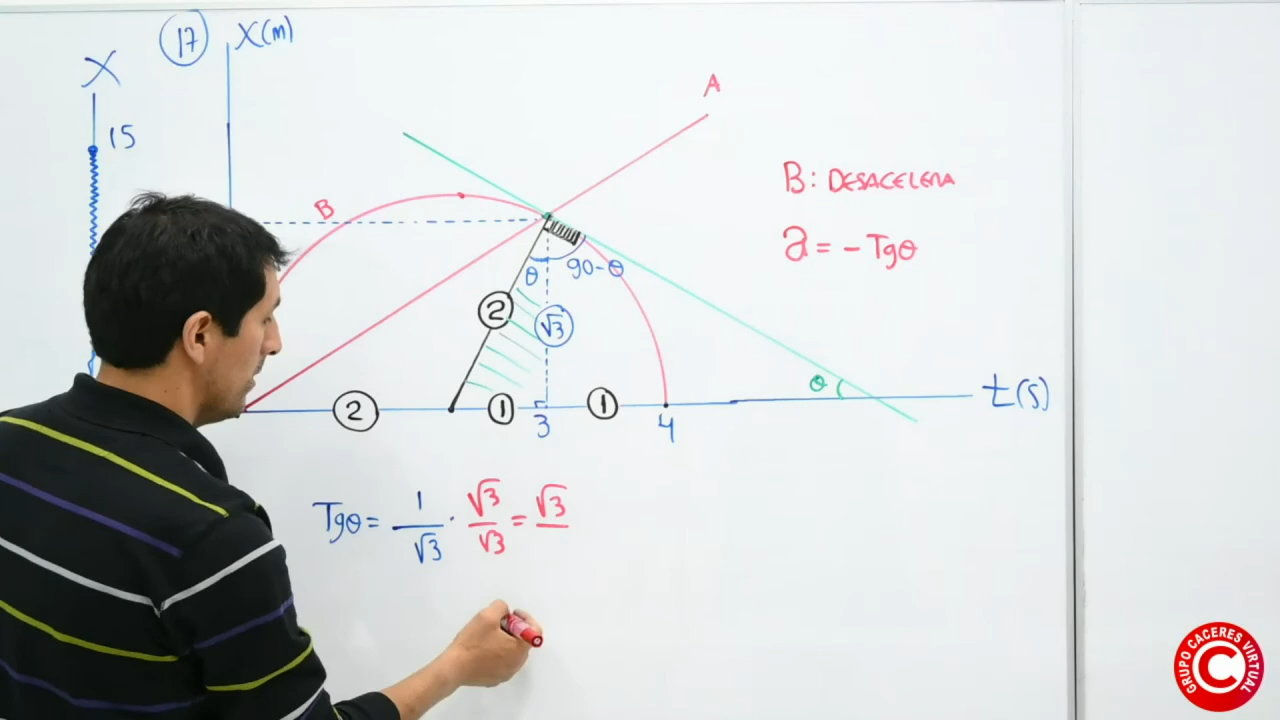 17
X(m)
X
15
A
B
B: DESACELERA
a = - Tgθ
θ
90-θ
2
√3
θ
2
1
1
3
4
t(s)
Tgθ = 1/√3 · √3/√3 = √3
GRUPO CACERES VIRTUAL
C